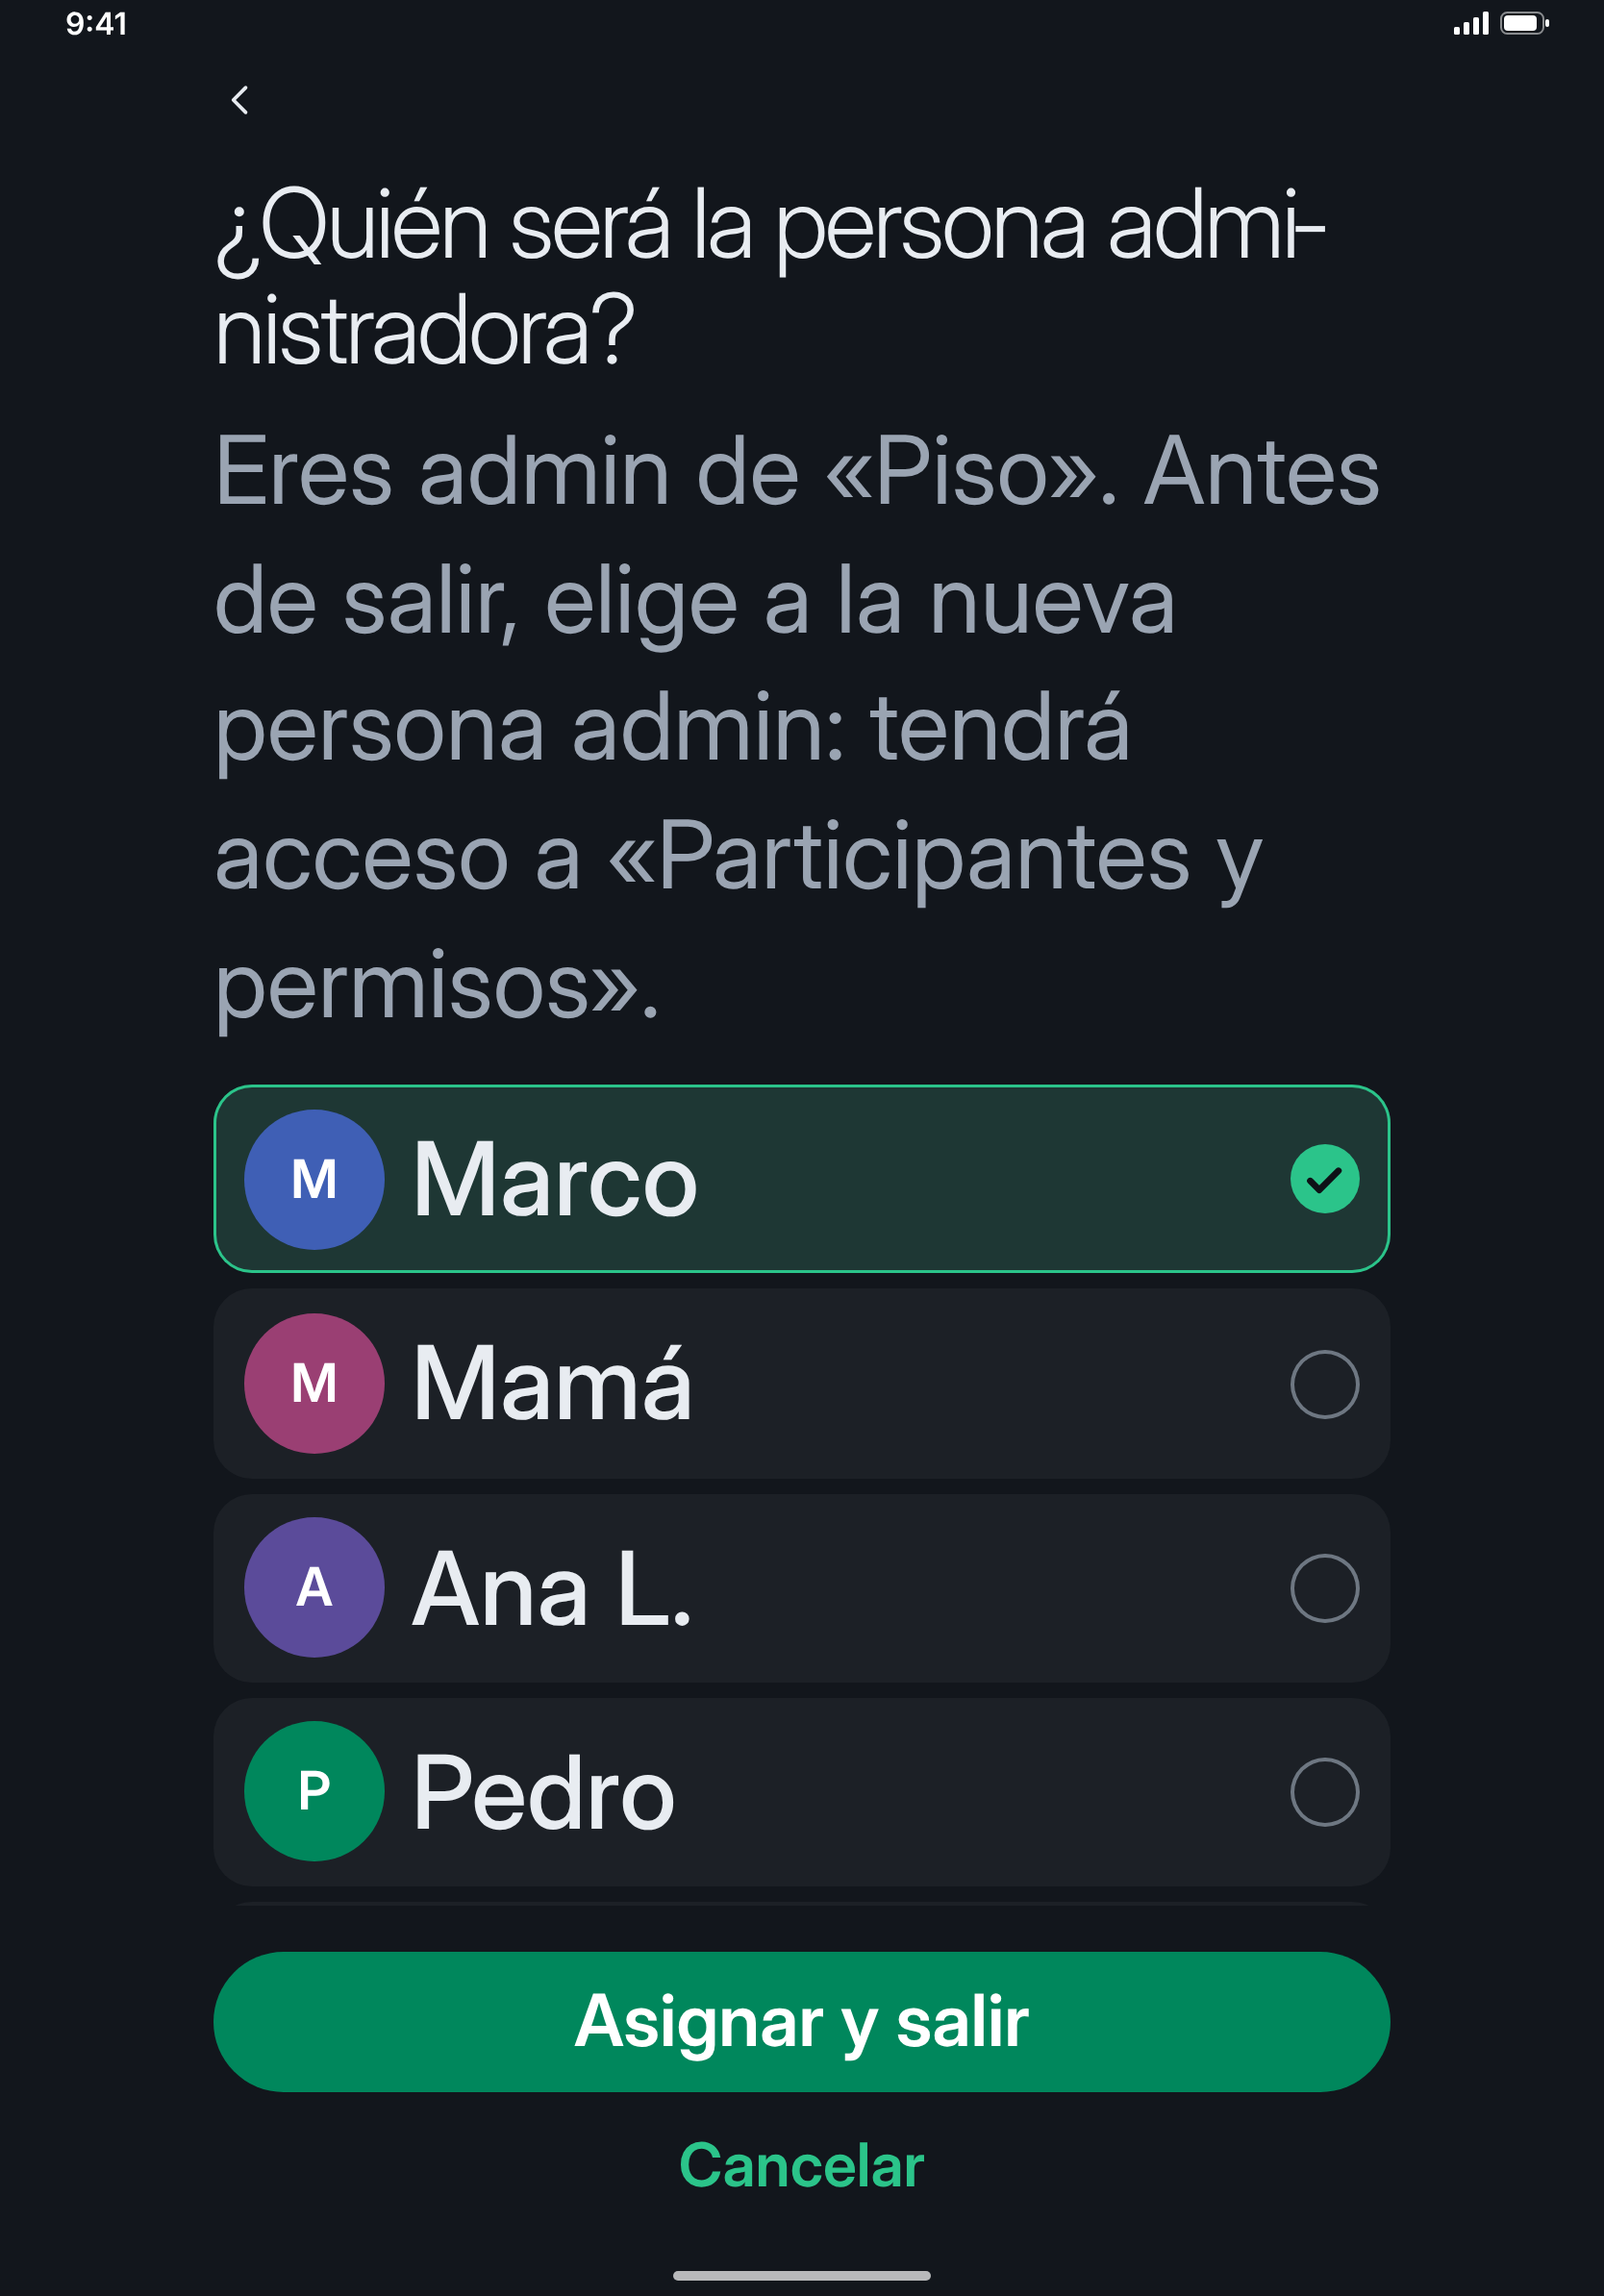 9:41
¿Quién será la persona admi-
nistradora?
Eres admin de «Piso». Antes
de salir, elige a la nueva
persona admin: tendrá
acceso a «Participantes y
permisos».
M Marco
M Mamá
A Ana L.
P Pedro
Asignar y salir
Cancelar